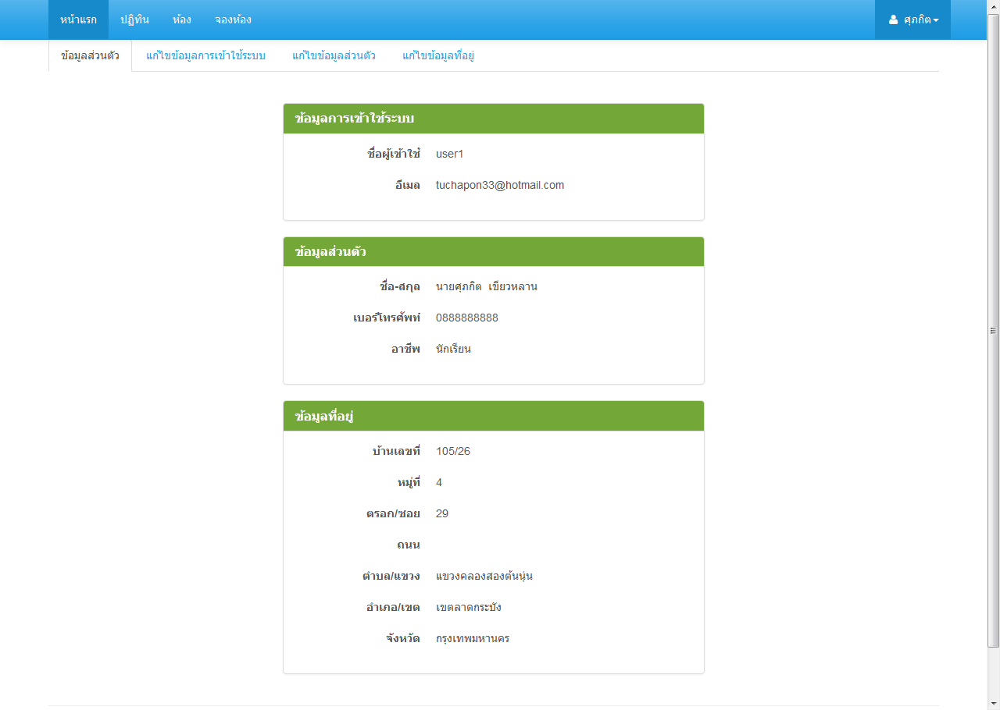 หน้าแรก ปฏิทิน ห้อง จองห้อง ศุภกิต
ข้อมูลส่วนตัว แก้ไขข้อมูลการเข้าใช้ระบบ แก้ไขข้อมูลส่วนตัว แก้ไขข้อมูลที่อยู่
ข้อมูลการเข้าใช้ระบบ
ชื่อผู้เข้าใช้ user1
อีเมล tuchapon33@hotmail.com
ข้อมูลส่วนตัว
ชื่อ-สกุล นายศุภกิต เขียวหลาน
เบอร์โทรศัพท์ 0888888888
อาชีพ นักเรียน
ข้อมูลที่อยู่
บ้านเลขที่ 105/26
หมู่ที่ 4
ตรอก/ซอย 29
ถนน
ตำบล/แขวง แขวงคลองสองต้นนุ่น
อำเภอ/เขต เขตลาดกระบัง
จังหวัด กรุงเทพมหานคร